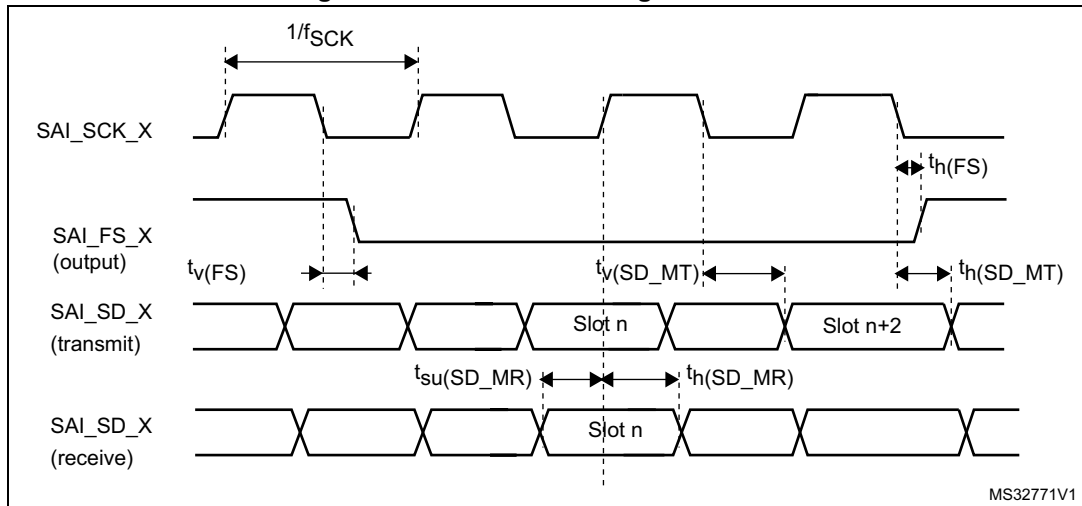 1/fSCK
SAI_SCK_X
th(FS)
SAI_FS_X
(output)
tv(FS)
tv(SD_MT)
th(SD_MT)
SAI_SD_X
(transmit)
Slot n
Slot n+2
tsu(SD_MR)
th(SD_MR)
SAI_SD_X
(receive)
Slot n
MS32771V1